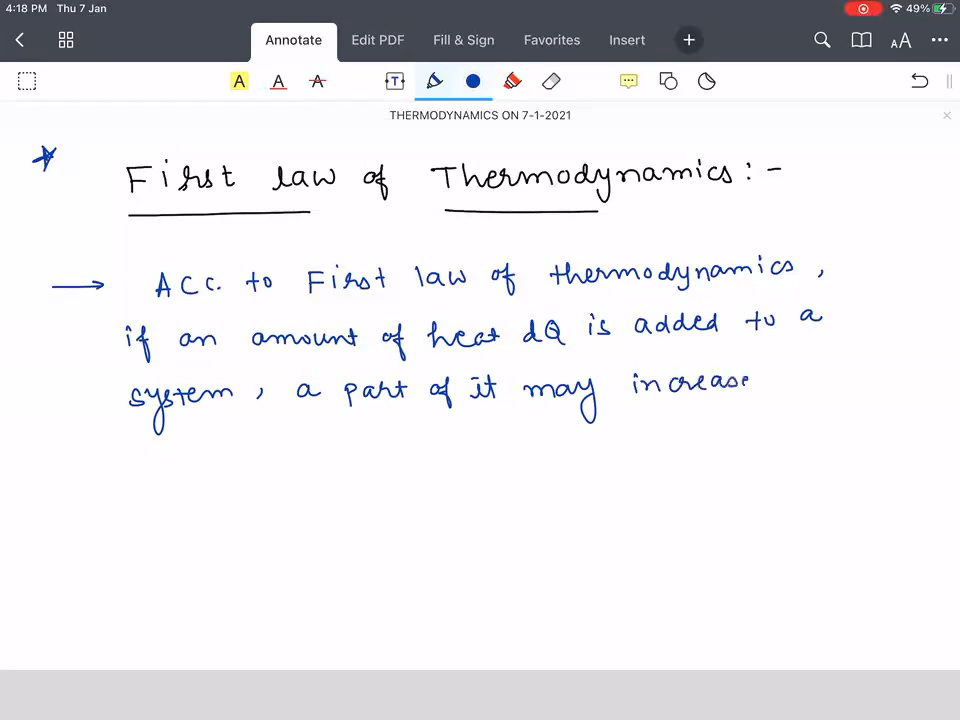 4:18 PM Thu 7 Jan 49%
Annotate Edit PDF Fill & Sign Favorites Insert
A A A T AA
THERMODYNAMICS ON 7-1-2021
First law of Thermodynamics:-
Acc. to First law of thermodynamics,
if an amount of heat dQ is added to a
system, a part of it may increase